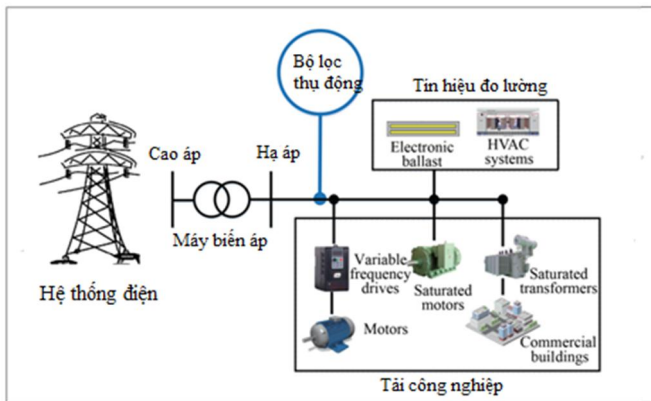 Bộ lọc
thụ động
Tin hiệu đo lường
Electronic
ballast
HVAC
systems
Cao áp
Hạ áp
Máy biến áp
Hệ thống điện
Variable
frequency
drives
Saturated
motors
Saturated
transformers
Motors
Commercial
buildings
Tải công nghiệp